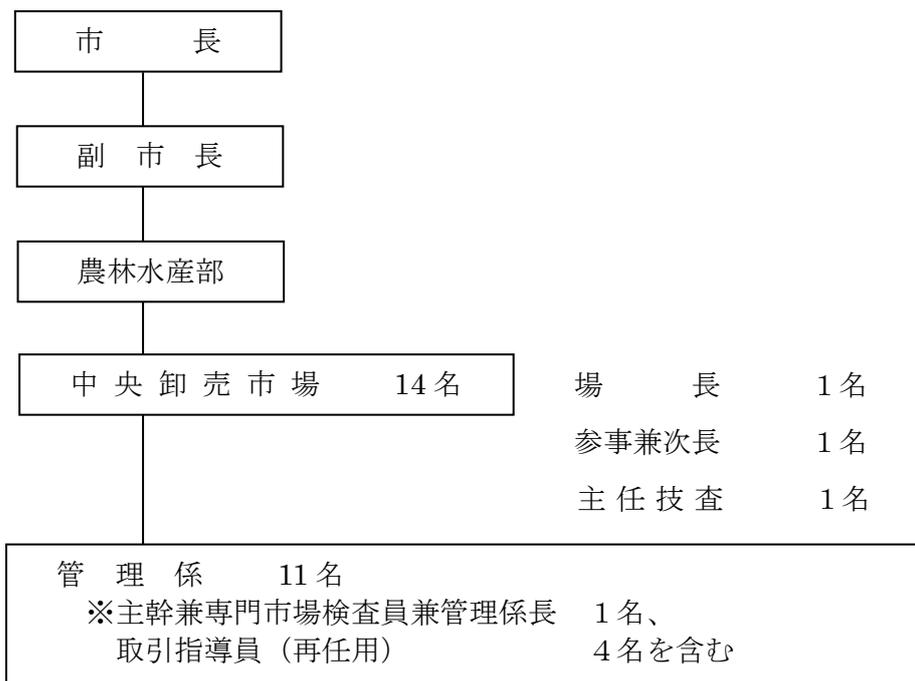 市　　　長
副　市　長
農林水産部
中 央 卸 売 市 場　　14名　　場　　　長　　1名
参事兼次長　　1名
主 任 技 査　　1名
管　理　係　　11名
※主幹兼専門市場検査員兼管理係長　1名、
取引指導員（再任用）　　4名を含む